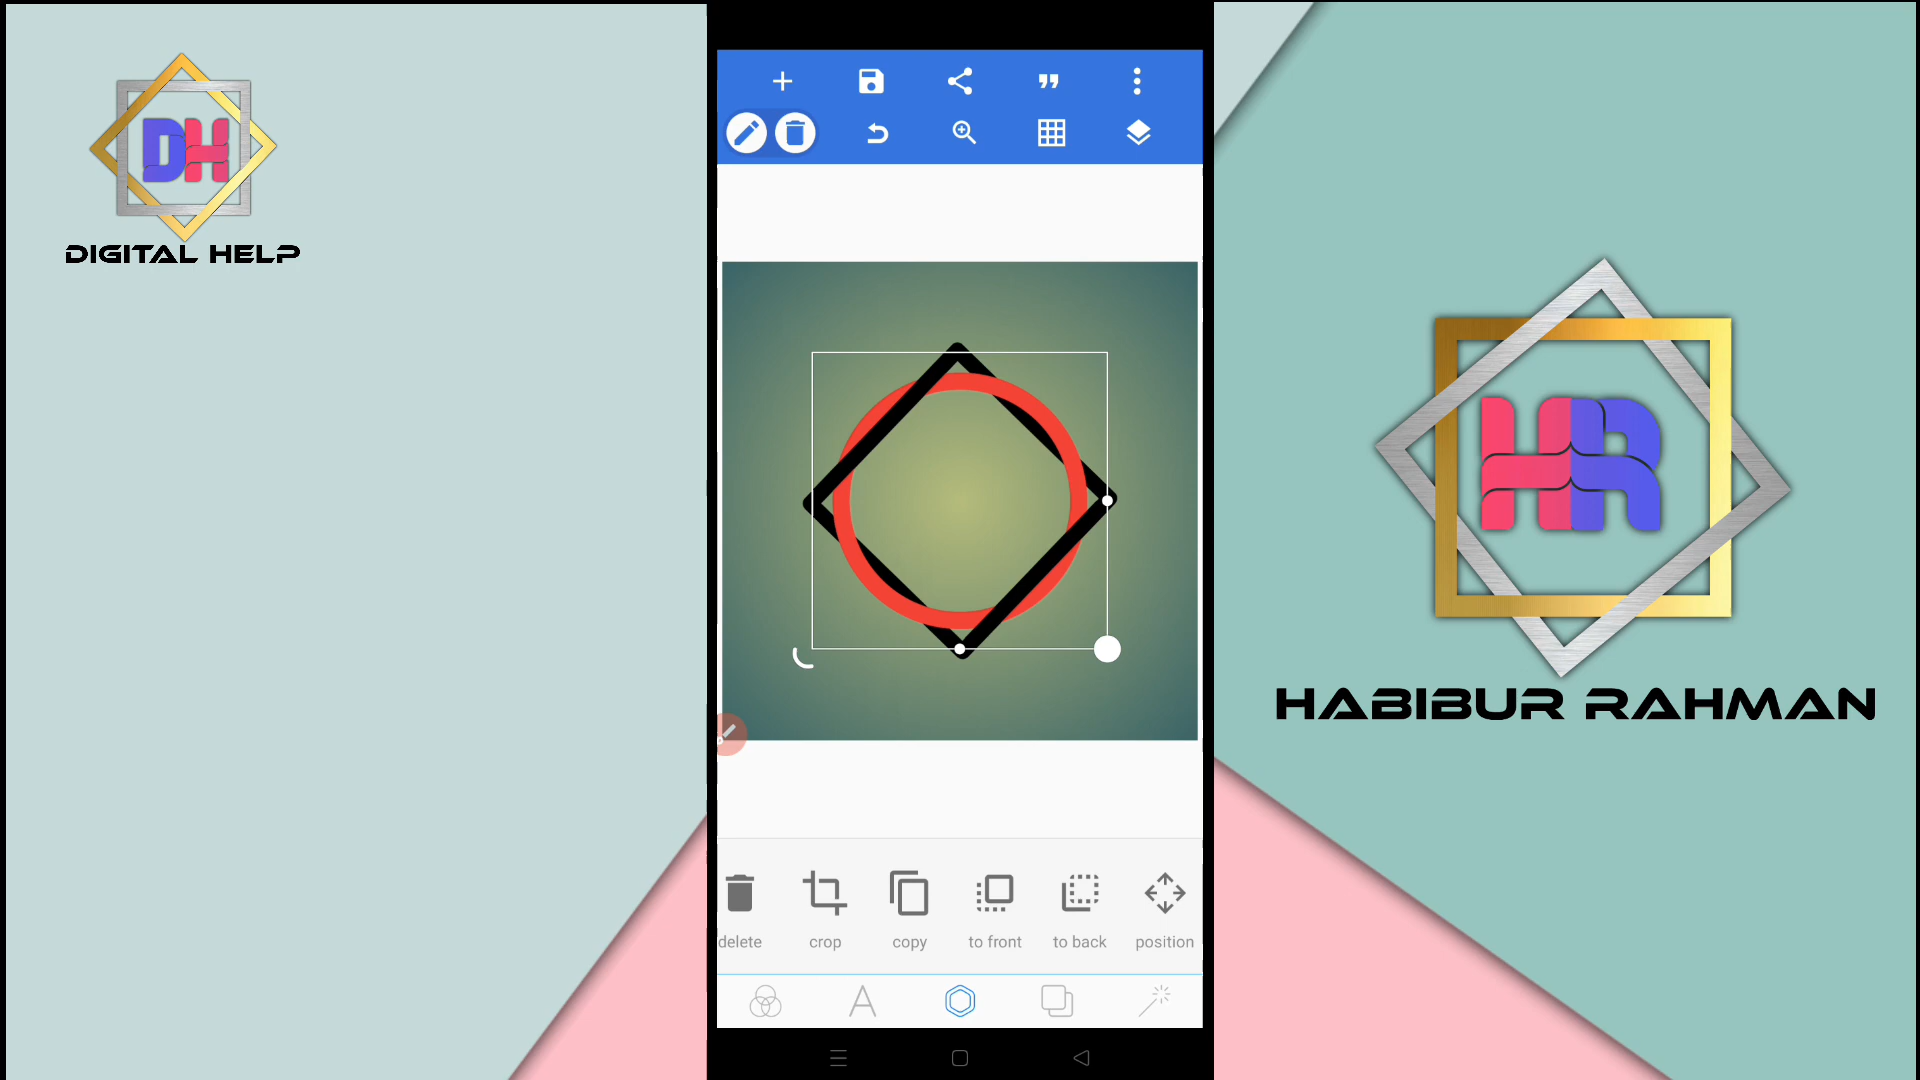 DH
DIGITAL HELP
delete
crop
copy
to front
to back
position
HR
HABIBUR RAHMAN